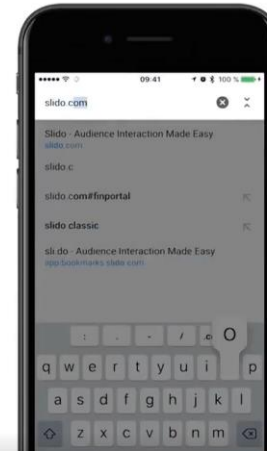 09:41 100 %
slido.com
Slido - Audience Interaction Made Easy
slido.com
slido.c
slido.com#finportal
slido classic
sli.do - Audience Interaction Made Easy
app.bookmarks slido.com
: . - / .c O
q w e r t y u i p
a s d f g h j k l
z x c v b n m